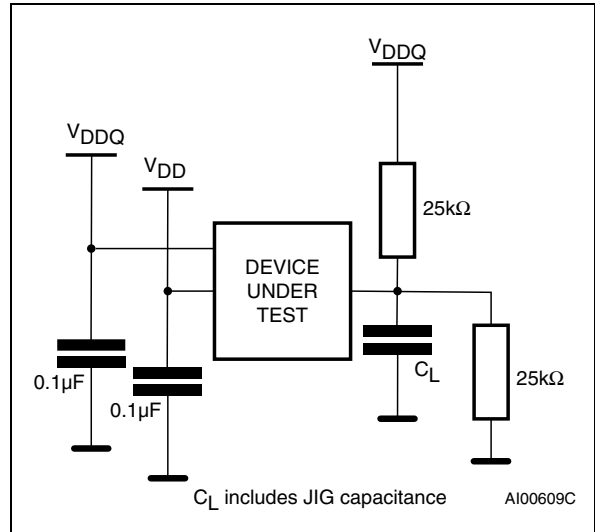 VDDQ
VDDQ
VDD
25kΩ
DEVICE
UNDER
TEST
0.1µF
0.1µF
CL
25kΩ
CL includes JIG capacitance
AI00609C